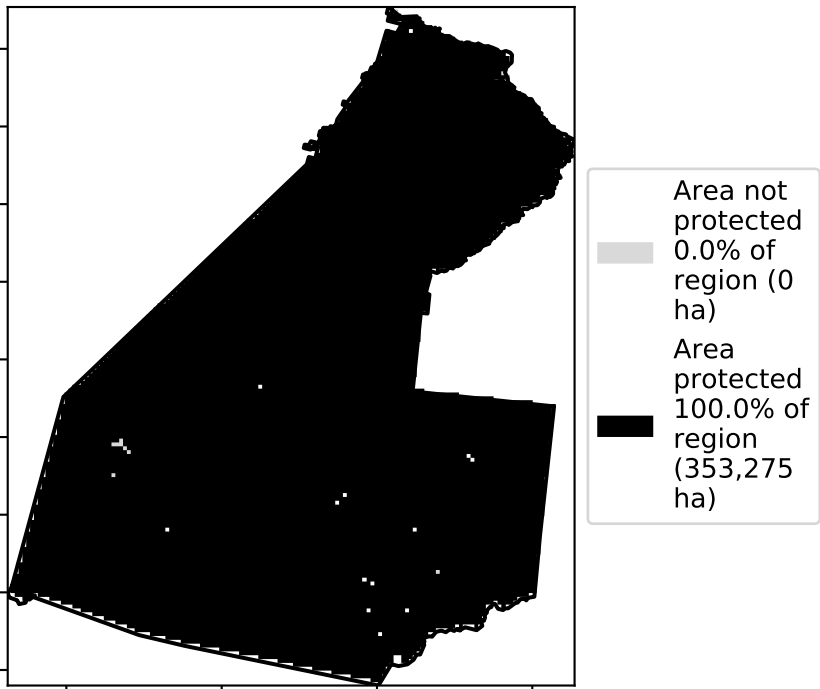 Area not
protected
0.0% of
region (0
ha)
Area
protected
100.0% of
region
(353,275
ha)